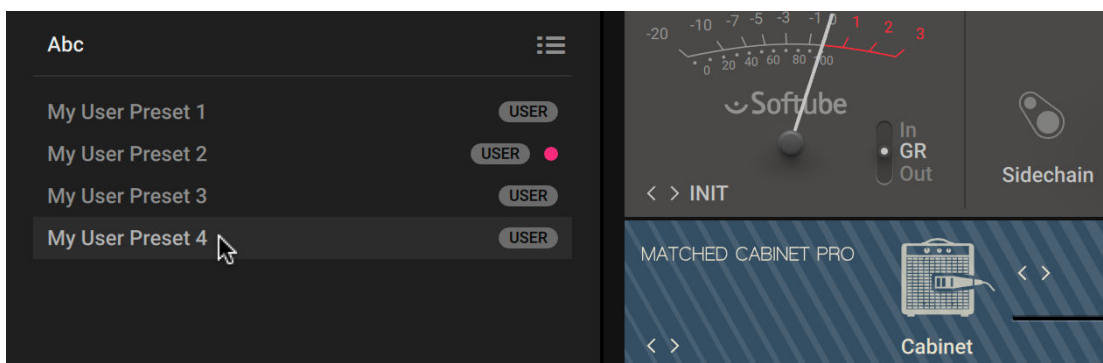 Abc
My User Preset 1 USER
My User Preset 2 USER
My User Preset 3 USER
My User Preset 4 USER
-20 -10 -7 -5 -3 -1 0 1 2 3
0 20 40 60 80 100
Softube
In
GR
Out
Sidechain
< > INIT
MATCHED CABINET PRO
< >
< >
Cabinet